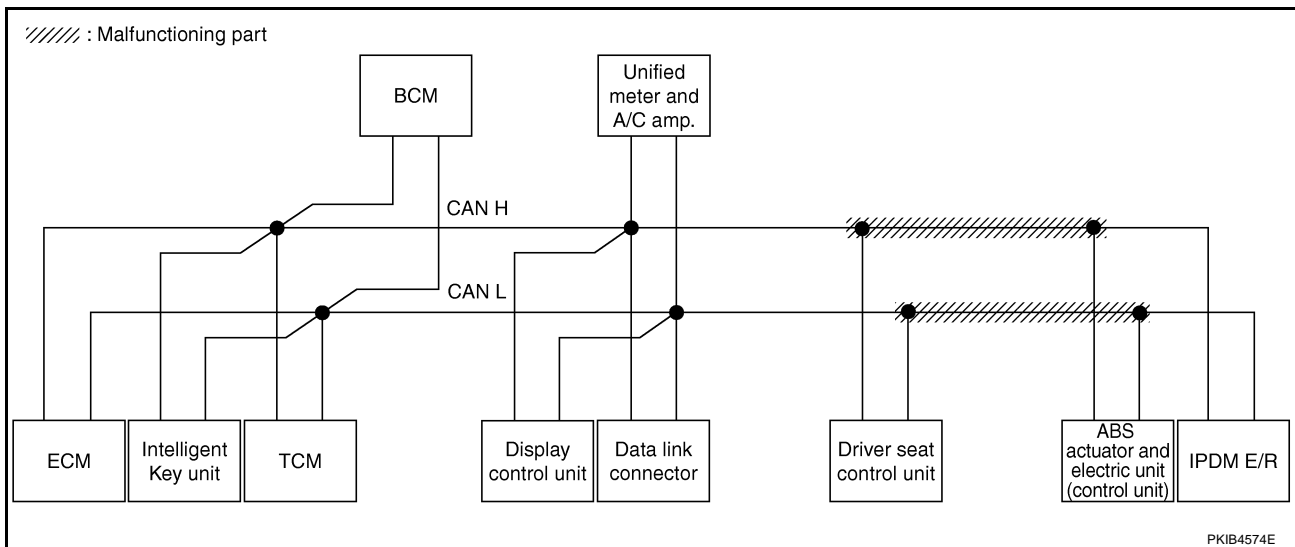 : Malfunctioning part
BCM
Unified
meter and
A/C amp.
CAN H
CAN L
ECM
Intelligent
Key unit
TCM
Display
control unit
Data link
connector
Driver seat
control unit
ABS
actuator and
electric unit
(control unit)
IPDM E/R
PKIB4574E